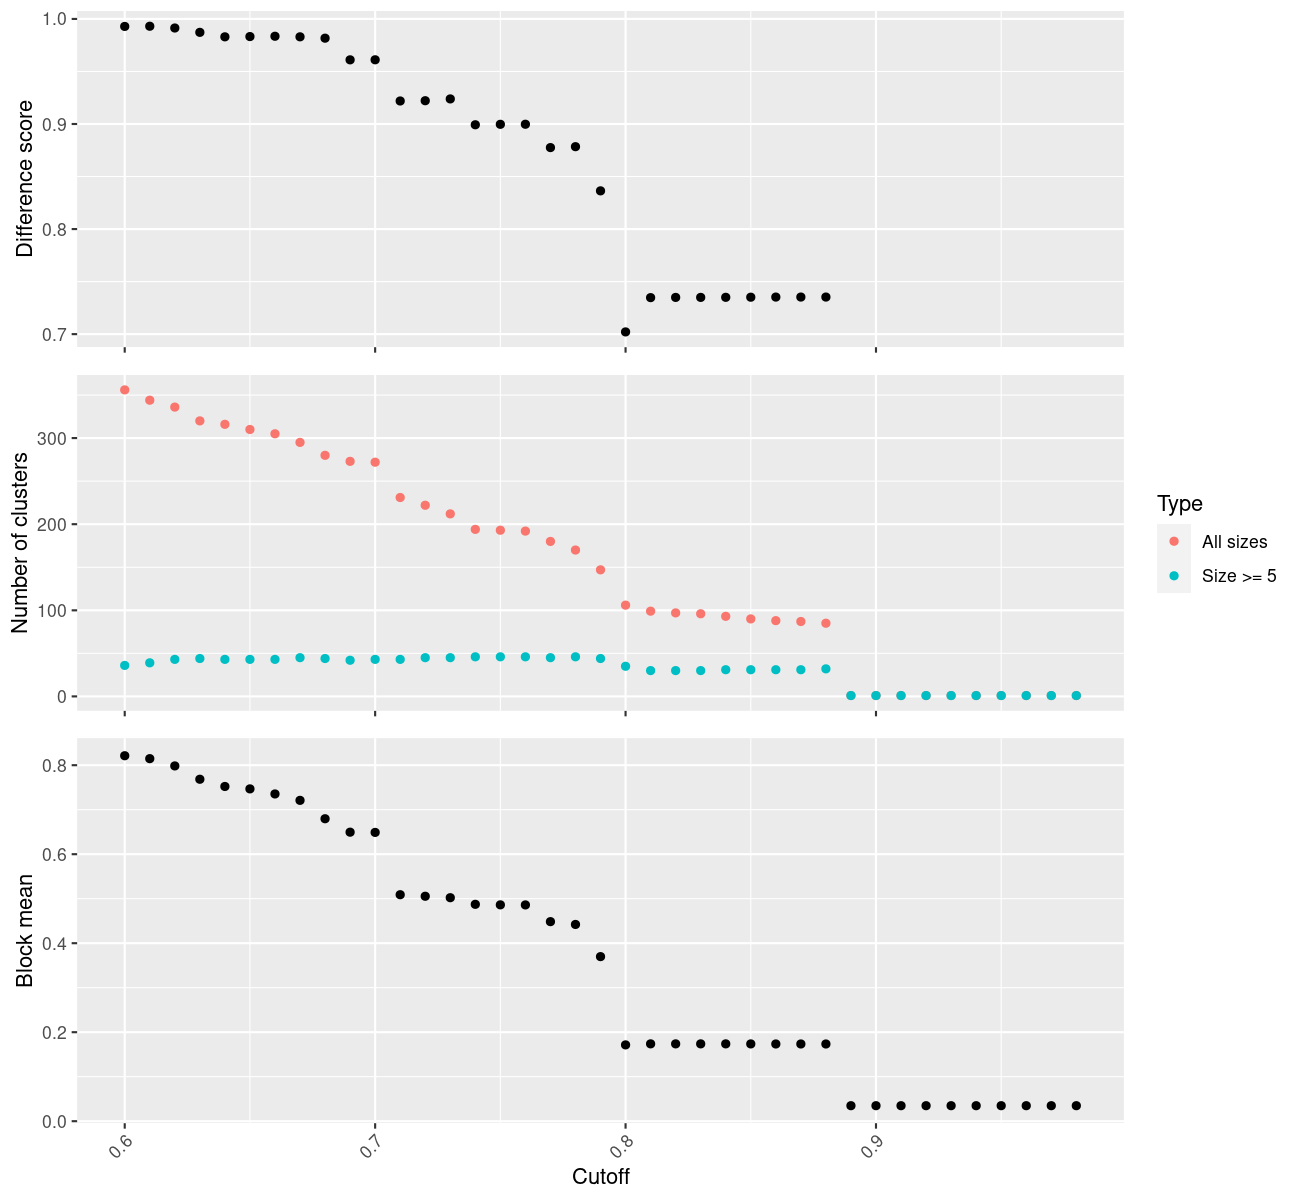 1.0
0.9
0.8
0.7
Difference score
300
200
100
0
Number of clusters
Type
All sizes
Size >= 5
0.8
0.6
0.4
0.2
0.0
Block mean
0.6 0.7 0.8 0.9
Cutoff